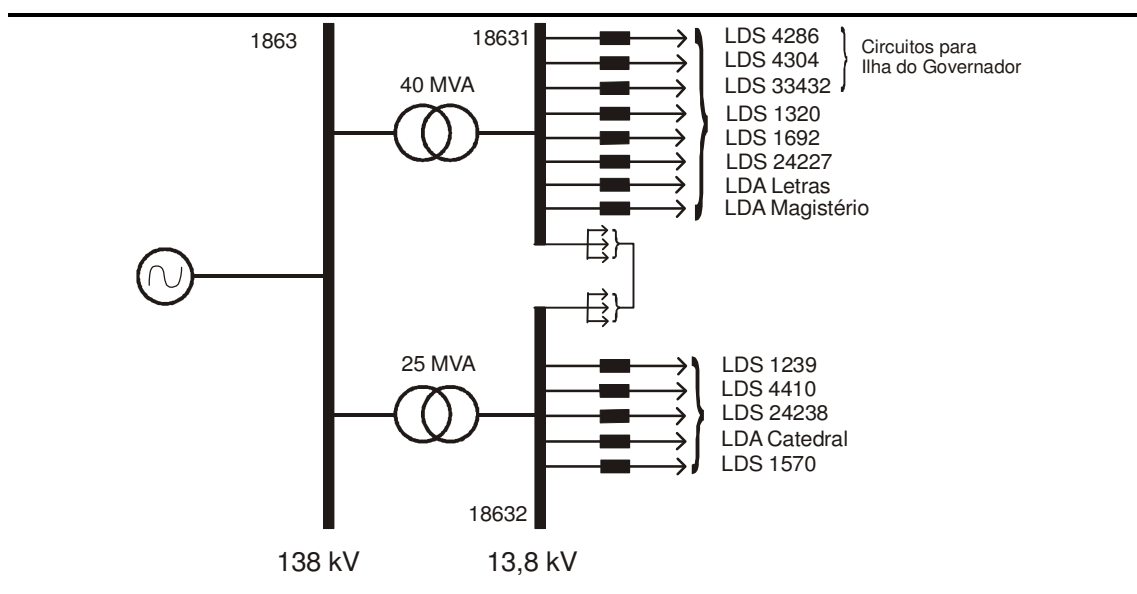 1863
18631
40 MVA
LDS 4286
LDS 4304
LDS 33432
LDS 1320
LDS 1692
LDS 24227
LDA Letras
LDA Magistério
Circuitos para
Ilha do Governador
25 MVA
LDS 1239
LDS 4410
LDS 24238
LDA Catedral
LDS 1570
18632
138 kV
13,8 kV